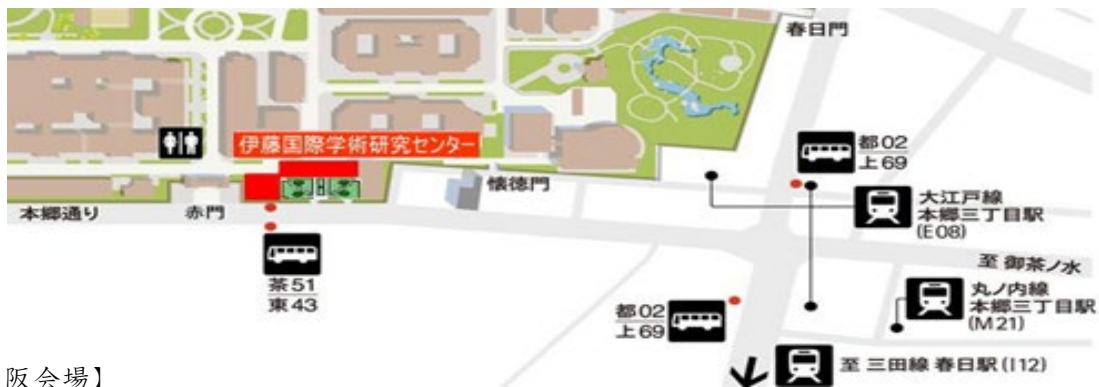 春日門
伊藤国際学術研究センター
都02
上69
懐徳門
本郷通り
赤門
大江戸線
本郷三丁目駅
(E08)
茶51
東43
至 御茶ノ水
丸ノ内線
本郷三丁目駅
(M21)
都02
上69
至 三田線 春日駅(I12)
阪会場】